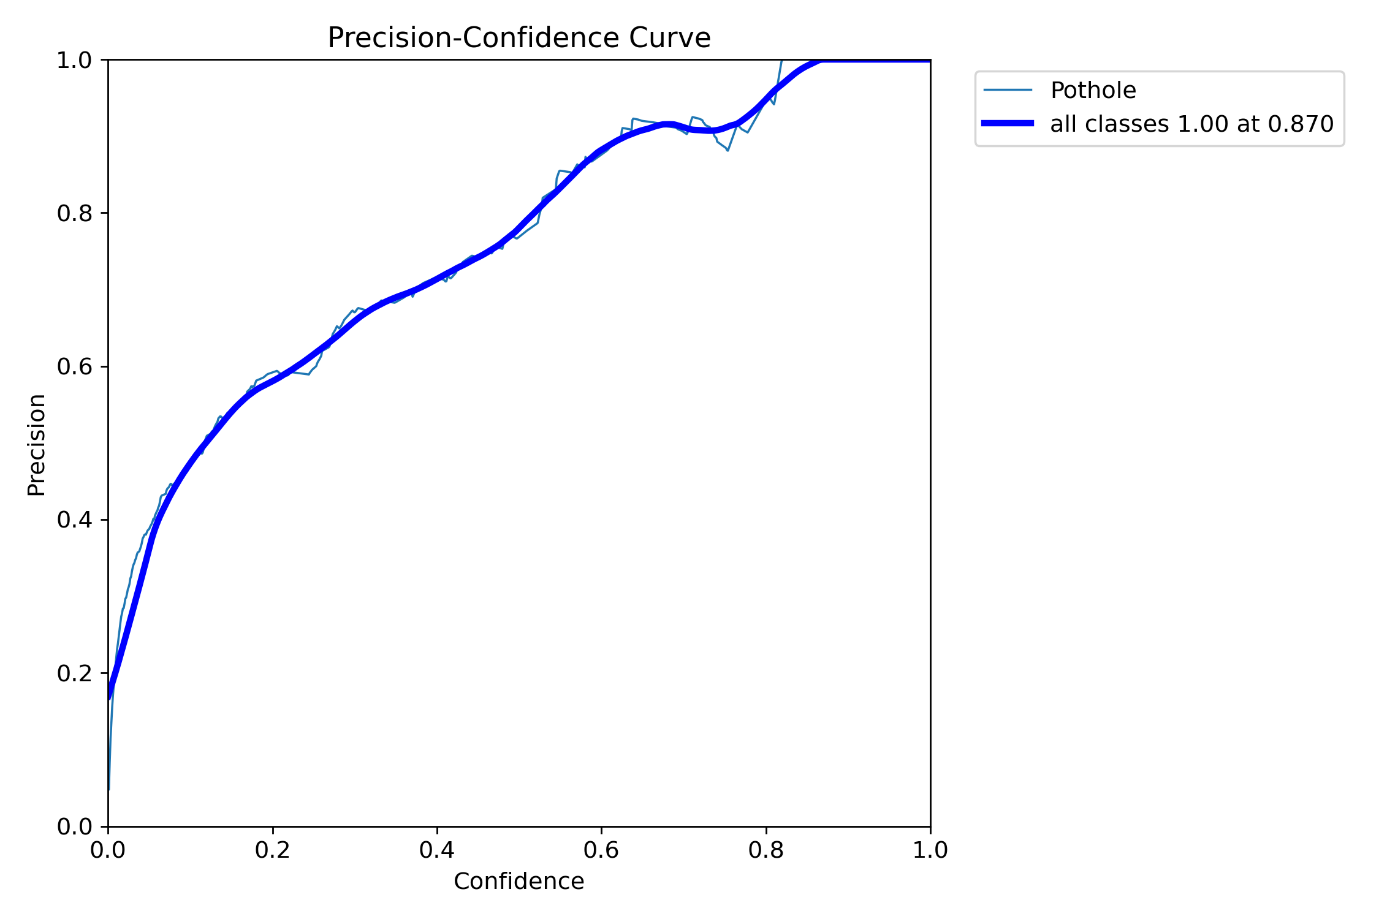 Precision-Confidence Curve
1.0
0.8
0.6
0.4
0.2
0.0
Precision
0.0 0.2 0.4 0.6 0.8 1.0
Confidence
Pothole
all classes 1.00 at 0.870